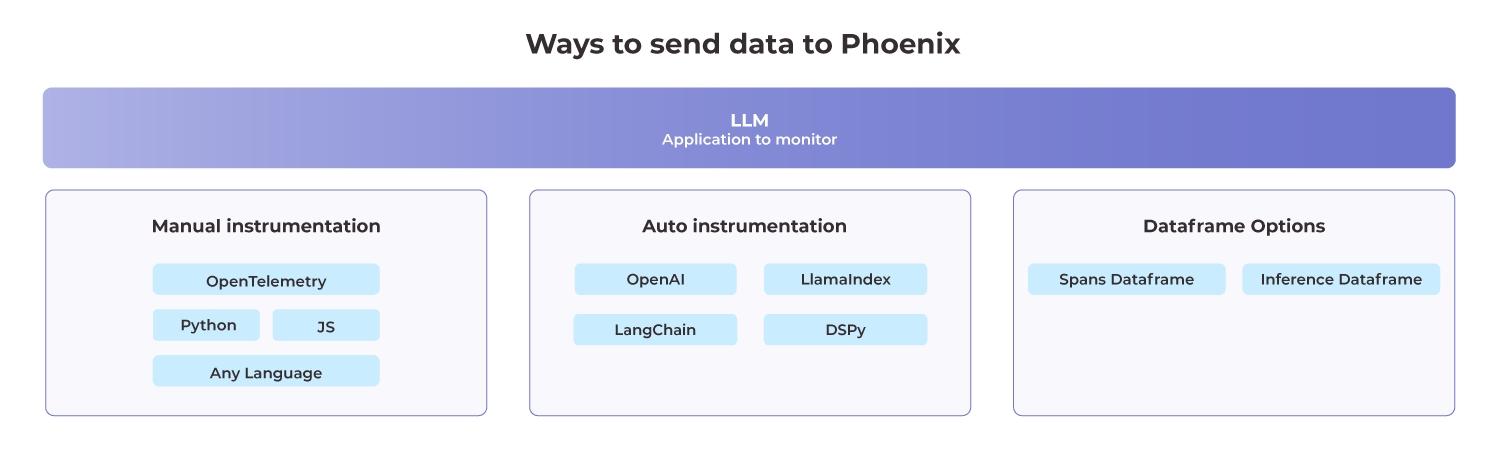 Ways to send data to Phoenix
LLM
Application to monitor
Manual instrumentation
OpenTelemetry
Python
JS
Any Language
Auto instrumentation
OpenAI
LlamaIndex
LangChain
DSPy
Dataframe Options
Spans Dataframe
Inference Dataframe